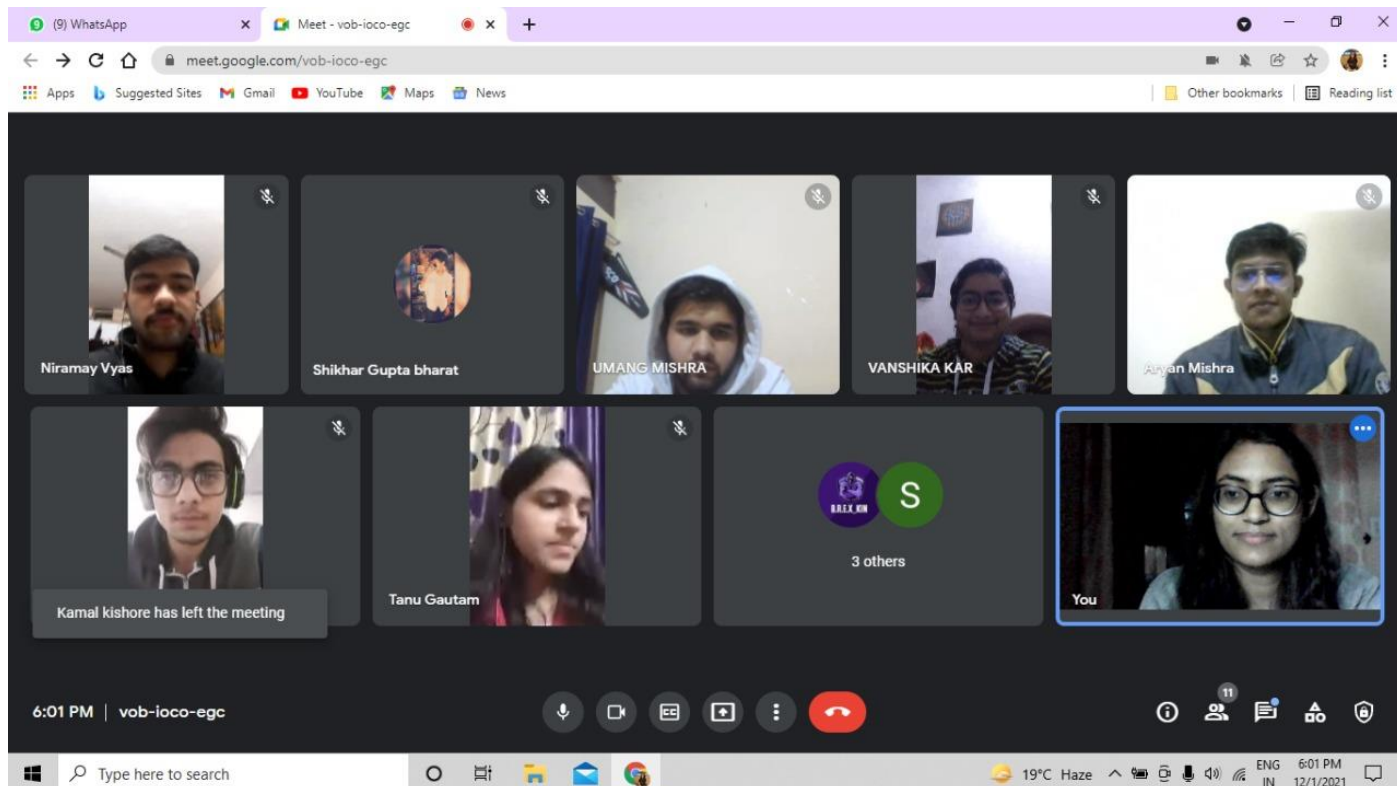 (9) WhatsApp
Meet - vob-ioco-egc
meet.google.com/vob-ioco-egc
Apps
Suggested Sites
Gmail
YouTube
Maps
News
Other bookmarks
Reading list
Niramay Vyas
Shikhar Gupta bharat
UMANG MISHRA
VANSHIKA KAR
Aryan Mishra
Kamal kishore has left the meeting
Tanu Gautam
S
3 others
You
6:01 PM | vob-ioco-egc
CC
11
Type here to search
19°C Haze
ENG
IN
6:01 PM
12/1/2021